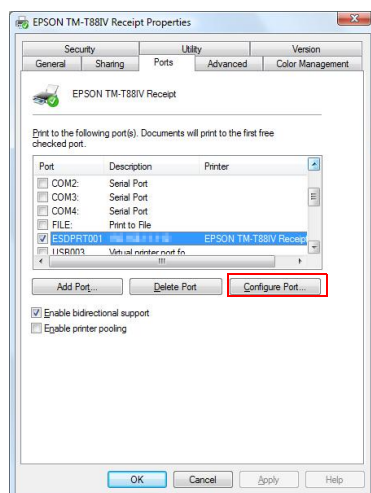 EPSON TM-T88IV Receipt Properties
Security Utility Version
General Sharing Ports Advanced Color Management
EPSON TM-T88IV Receipt
Print to the following port(s). Documents will print to the first free
checked port.
Port Description Printer
COM2: Serial Port
COM3: Serial Port
COM4: Serial Port
FILE: Print to File
ESDPRT001 EPSON TM-T88IV Receipt
USB003 Virtual printer port fo
Add Port... Delete Port Configure Port...
Enable bidirectional support
Enable printer pooling
OK Cancel Apply Help